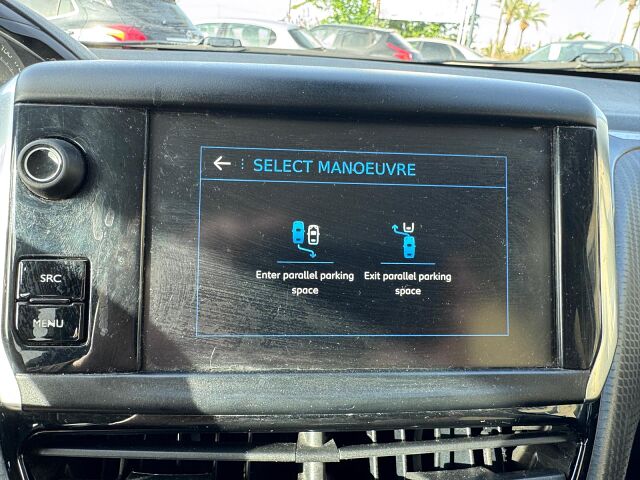 SELECT MANOEUVRE
Enter parallel parking
space
Exit parallel parking
space
SRC
MENU